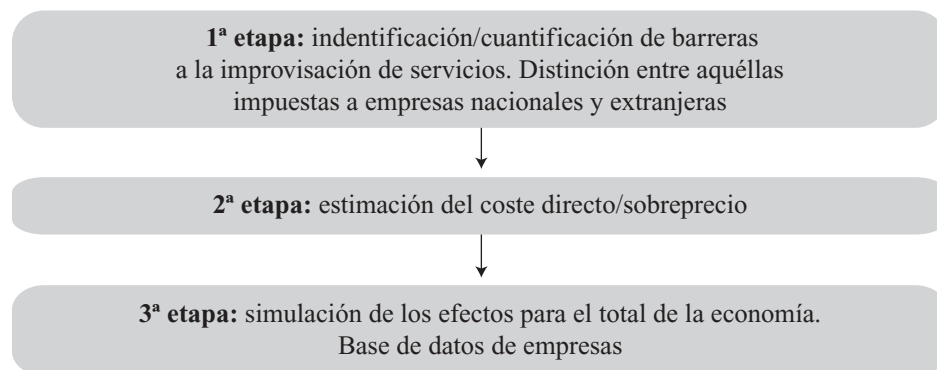 1ª etapa: indentificación/cuantificación de barreras
a la improvisación de servicios. Distinción entre aquéllas
impuestas a empresas nacionales y extranjeras
2ª etapa: estimación del coste directo/sobreprecio
3ª etapa: simulación de los efectos para el total de la economía.
Base de datos de empresas